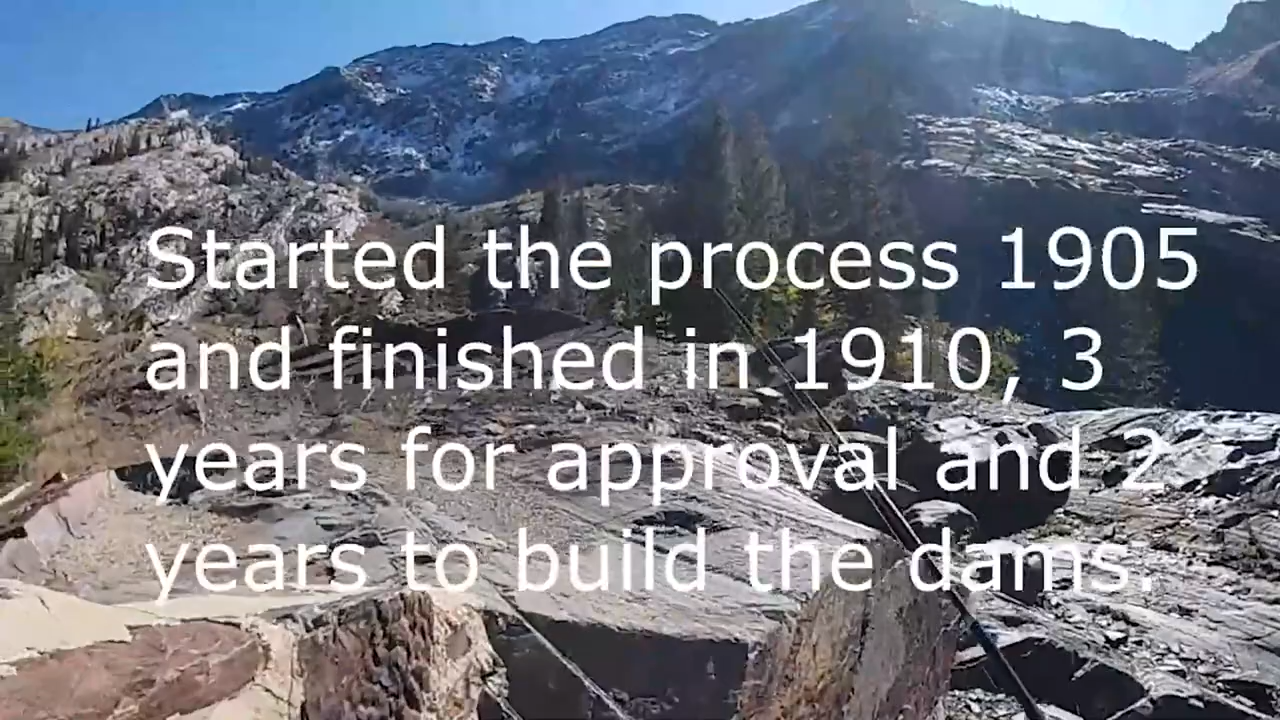 Started the process 1905
and finished in 1910, 3
years for approval and 2
years to build the dams.